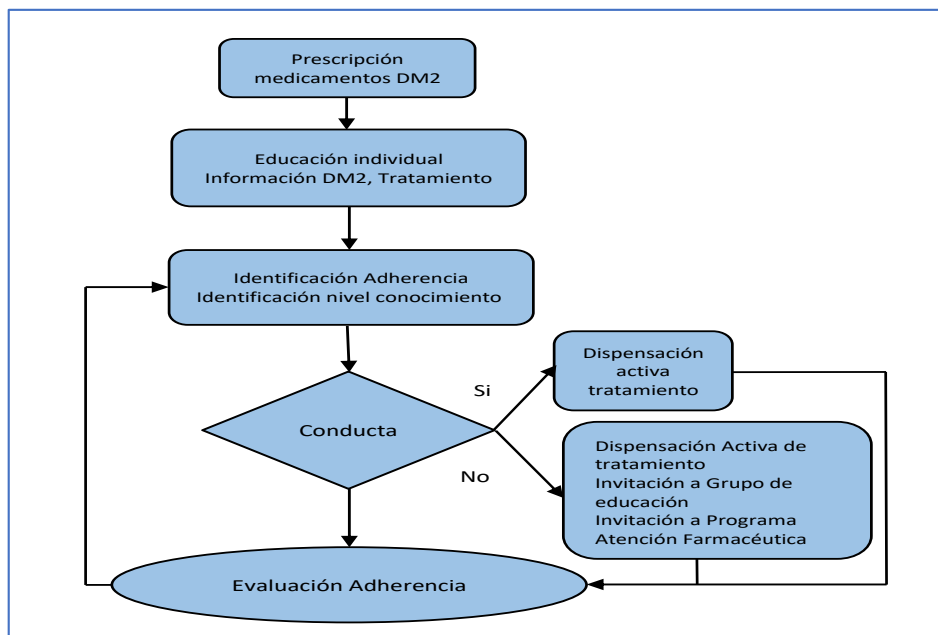 Prescripción
medicamentos DM2
Educación individual
Información DM2, Tratamiento
Identificación Adherencia
Identificación nivel conocimiento
Conducta
Si
Dispensación
activa
tratamiento
No
Dispensación Activa de
tratamiento
Invitación a Grupo de
educación
Invitación a Programa
Atención Farmacéutica
Evaluación Adherencia